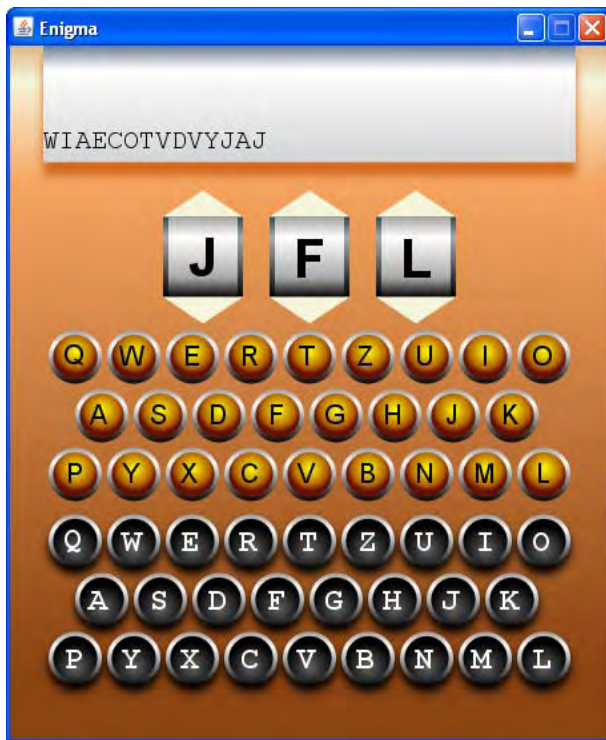 Enigma
WIAECOTVDVYJAJ
J F L
Q W E R T Z U I O
A S D F G H J K
P Y X C V B N M L
Q W E R T Z U I O
A S D F G H J K
P Y X C V B N M L